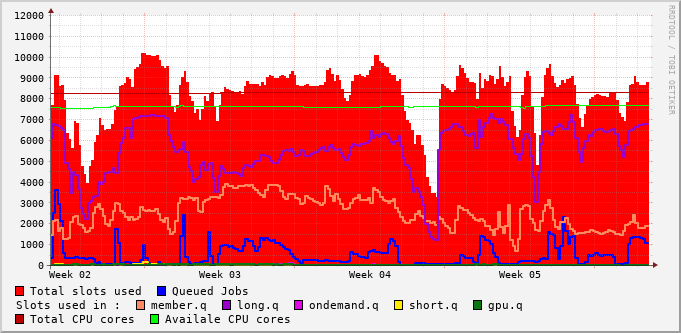 12000
11000
10000
9000
8000
7000
6000
5000
4000
3000
2000
1000
0
Week 02 Week 03 Week 04 Week 05
Total slots used Queued Jobs
Slots used in : member.q long.q ondemand.q short.q gpu.q
Total CPU cores Availale CPU cores
RRDTOOL / TOBI OETIKER